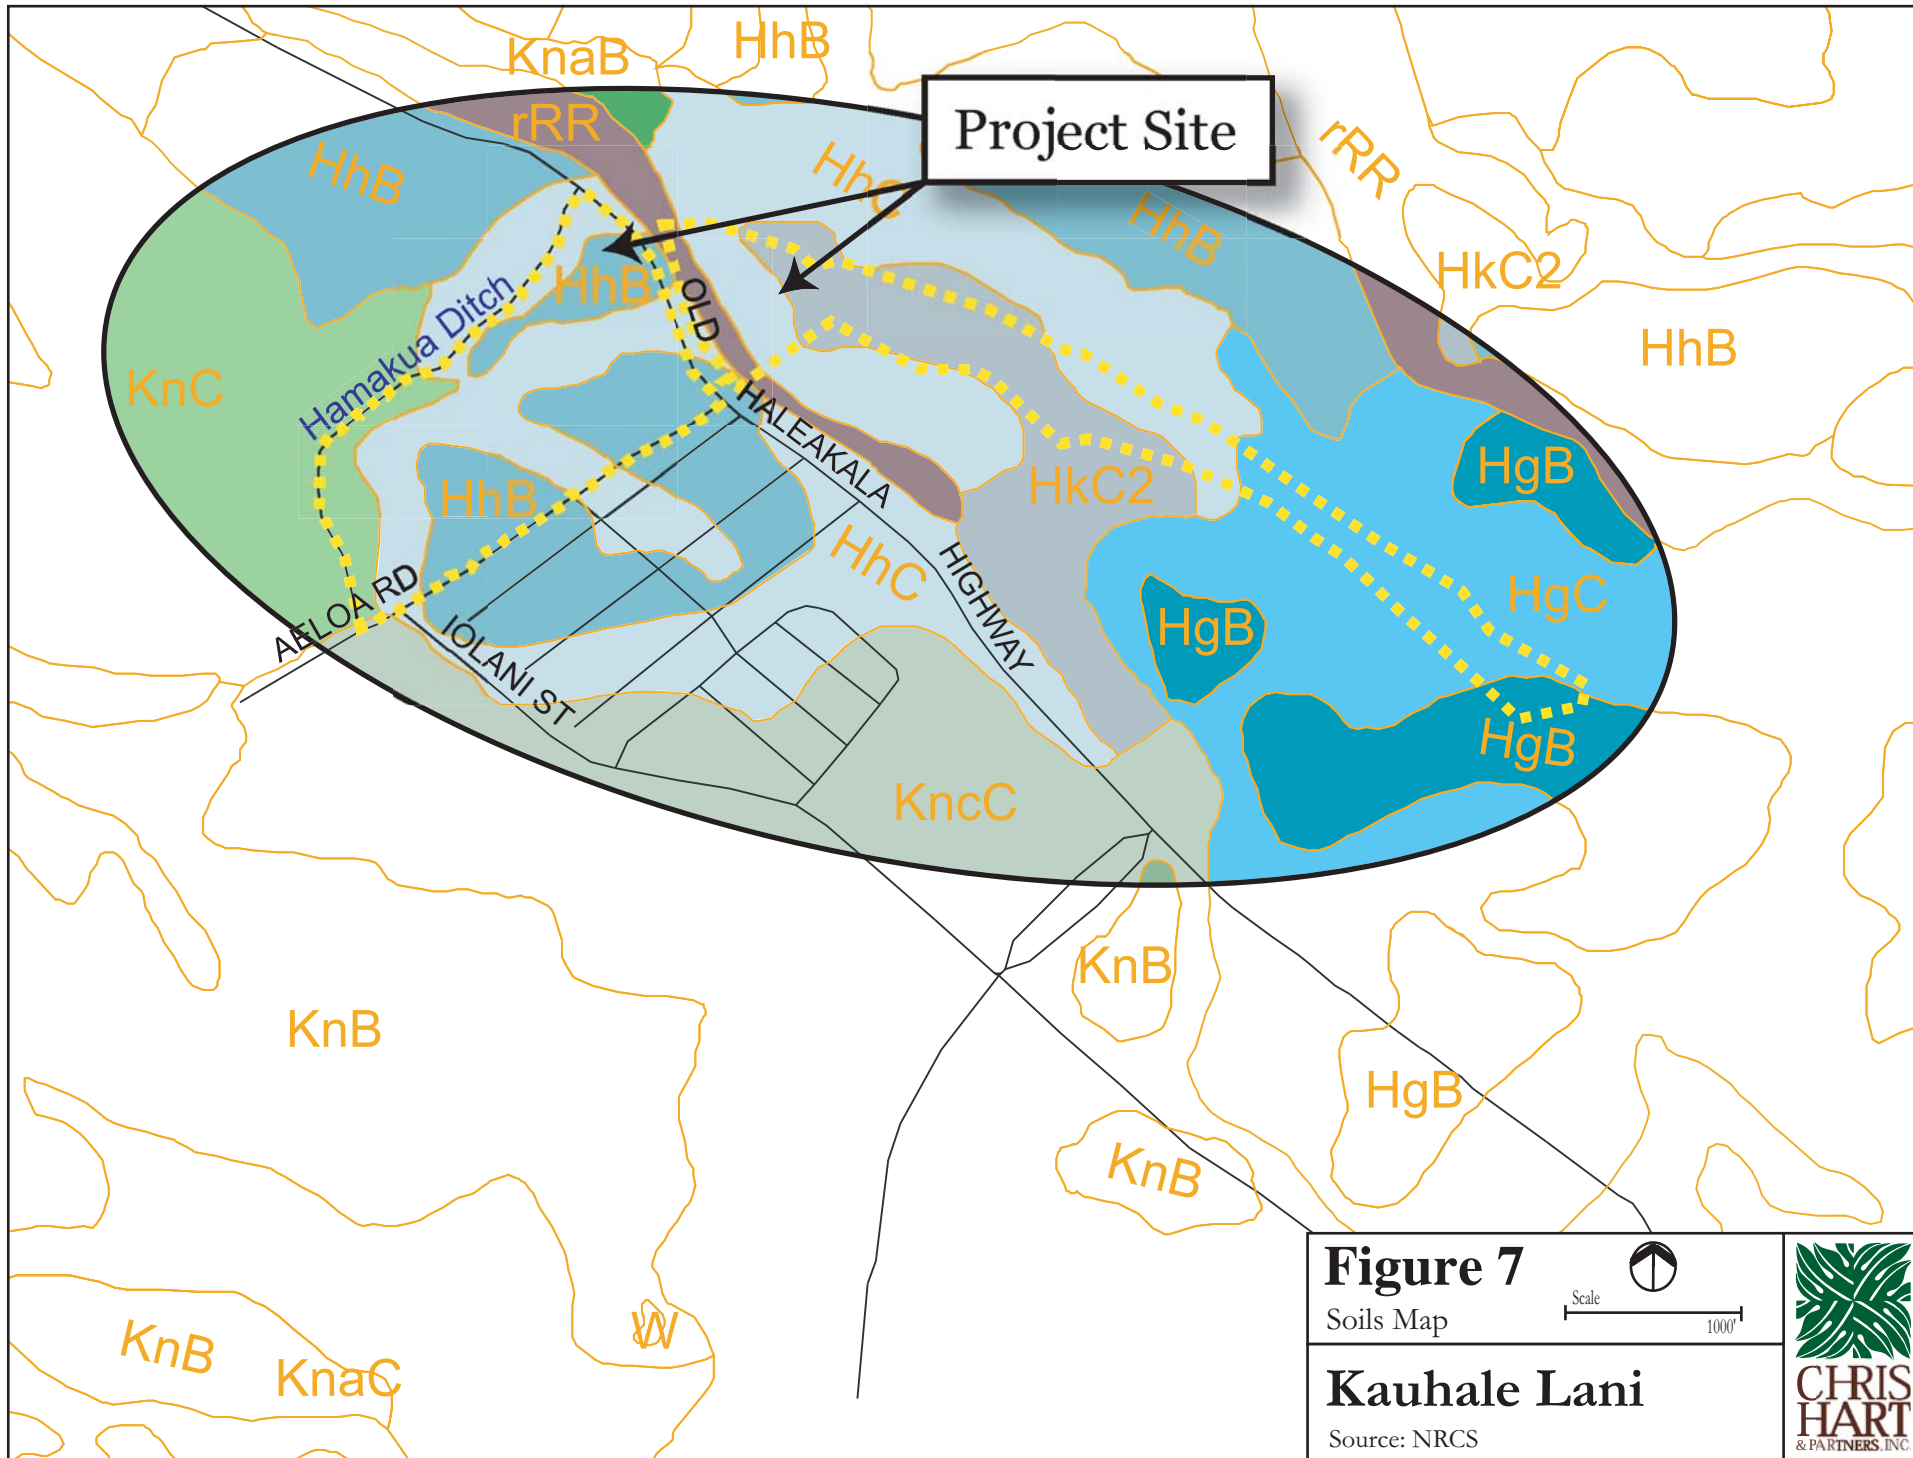 KnaB
HhB
rRR
Project Site
HhB
HhC
rRR
HhB
HkC2
HhB
HhB
OLD
Hamakua Ditch
KnC
HALEAKALA
HhB
HkC2
HgB
HhC
HIGHWAY
HgC
AELOA RD
IOLANI ST
HgB
HgB
KncC
KnB
KnB
HgB
KnB
W
KnB
KnaC
Figure 7
Soils Map
Scale
1000'
Kauhale Lani
Source: NRCS
CHRIS
HART
& PARTNERS, INC.